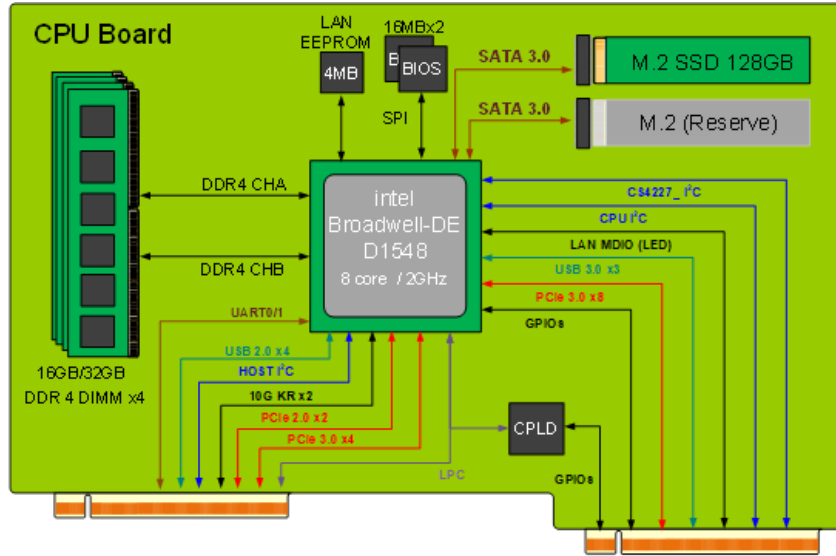 CPU Board
LAN
EEPROM
4MB
16MBx2
B
BIOS
SPI
SATA 3.0
M.2 SSD 128GB
SATA 3.0
M.2 (Reserve)
DDR4 CHA
DDR4 CHB
intel
Broadwell-DE
D1548
8 core / 2GHz
CS4227_ I²C
CPU I²C
LAN MDIO (LED)
USB 3.0 x3
PCIe 3.0 x8
GPIOs
UART0/1
USB 2.0 x4
HOST I²C
10G KR x2
PCIe 2.0 x2
PCIe 3.0 x4
LPC
CPLD
GPIOs
16GB/32GB
DDR 4 DIMM x4